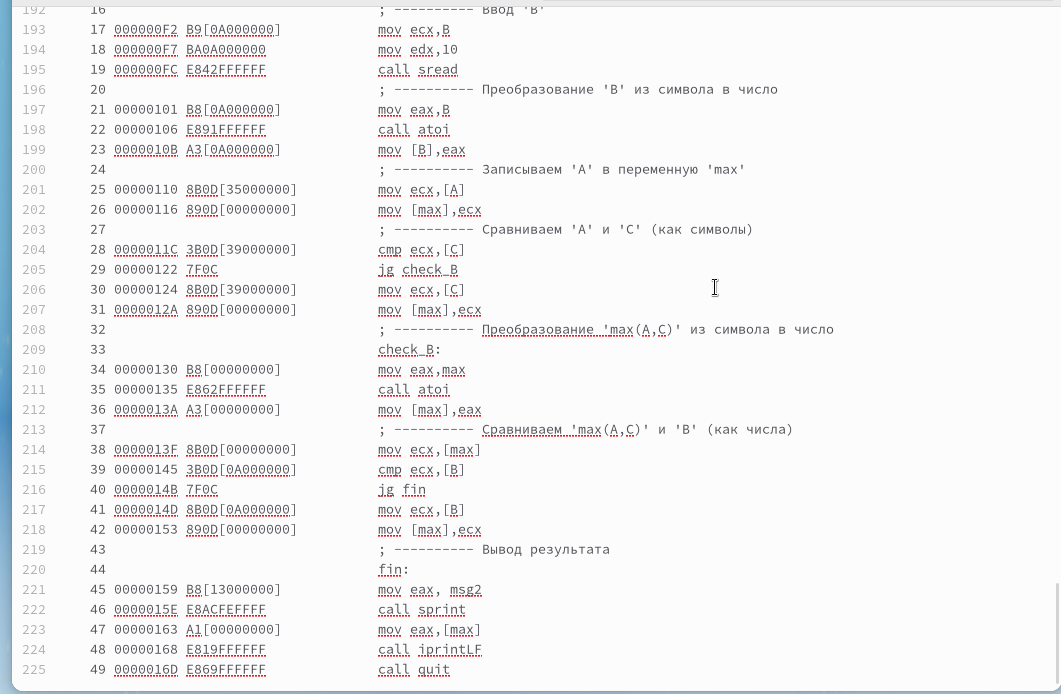 192 16 ; ---------- Ввод 'B'
193 17 000000F2 B9[0A000000] mov ecx,B
194 18 000000F7 BA0A000000 mov edx,10
195 19 000000FC E842FFFFFF call sread
196 20 ; ---------- Преобразование 'B' из символа в число
197 21 00000101 B8[0A000000] mov eax,B
198 22 00000106 E891FFFFFF call atoi
199 23 0000010B A3[0A000000] mov [B],eax
200 24 ; ---------- Записываем 'A' в переменную 'max'
201 25 00000110 8B0D[35000000] mov ecx,[A]
202 26 00000116 890D[00000000] mov [max],ecx
203 27 ; ---------- Сравниваем 'A' и 'C' (как символы)
204 28 0000011C 3B0D[39000000] cmp ecx,[C]
205 29 00000122 7F0C jg check_B
206 30 00000124 8B0D[39000000] mov ecx,[C]
207 31 0000012A 890D[00000000] mov [max],ecx
208 32 ; ---------- Преобразование 'max(A,C)' из символа в число
209 33 check_B:
210 34 00000130 B8[00000000] mov eax,max
211 35 00000135 E862FFFFFF call atoi
212 36 0000013A A3[00000000] mov [max],eax
213 37 ; ---------- Сравниваем 'max(A,C)' и 'B' (как числа)
214 38 0000013F 8B0D[00000000] mov ecx,[max]
215 39 00000145 3B0D[0A000000] cmp ecx,[B]
216 40 0000014B 7F0C jg fin
217 41 0000014D 8B0D[0A000000] mov ecx,[B]
218 42 00000153 890D[00000000] mov [max],ecx
219 43 ; ---------- Вывод результата
220 44 fin:
221 45 00000159 B8[13000000] mov eax, msg2
222 46 0000015E E8ACFEFFFF call sprint
223 47 00000163 A1[00000000] mov eax,[max]
224 48 00000168 E819FFFFFF call iprintLF
225 49 0000016D E869FFFFFF call quit